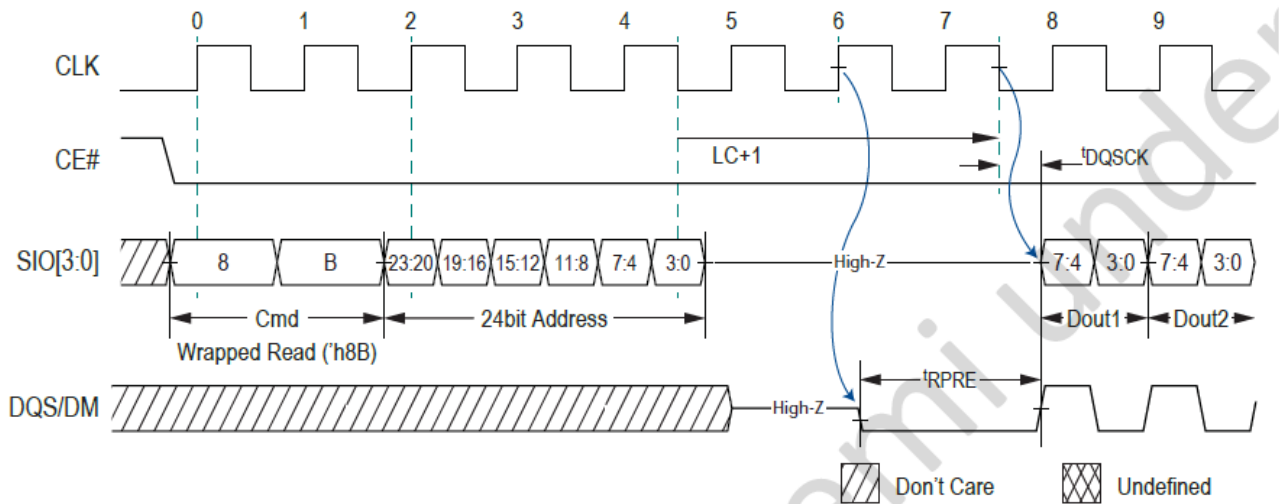 0 1 2 3 4 5 6 7 8 9
CLK
CE#
LC+1
tDQSCK
SIO[3:0]
8 B 23:20 19:16 15:12 11:8 7:4 3:0 High-Z 7:4 3:0 7:4 3:0
Cmd 24bit Address Dout1 Dout2
Wrapped Read ('h8B)
tRPRE
DQS/DM
High-Z
Don't Care Undefined
emi under